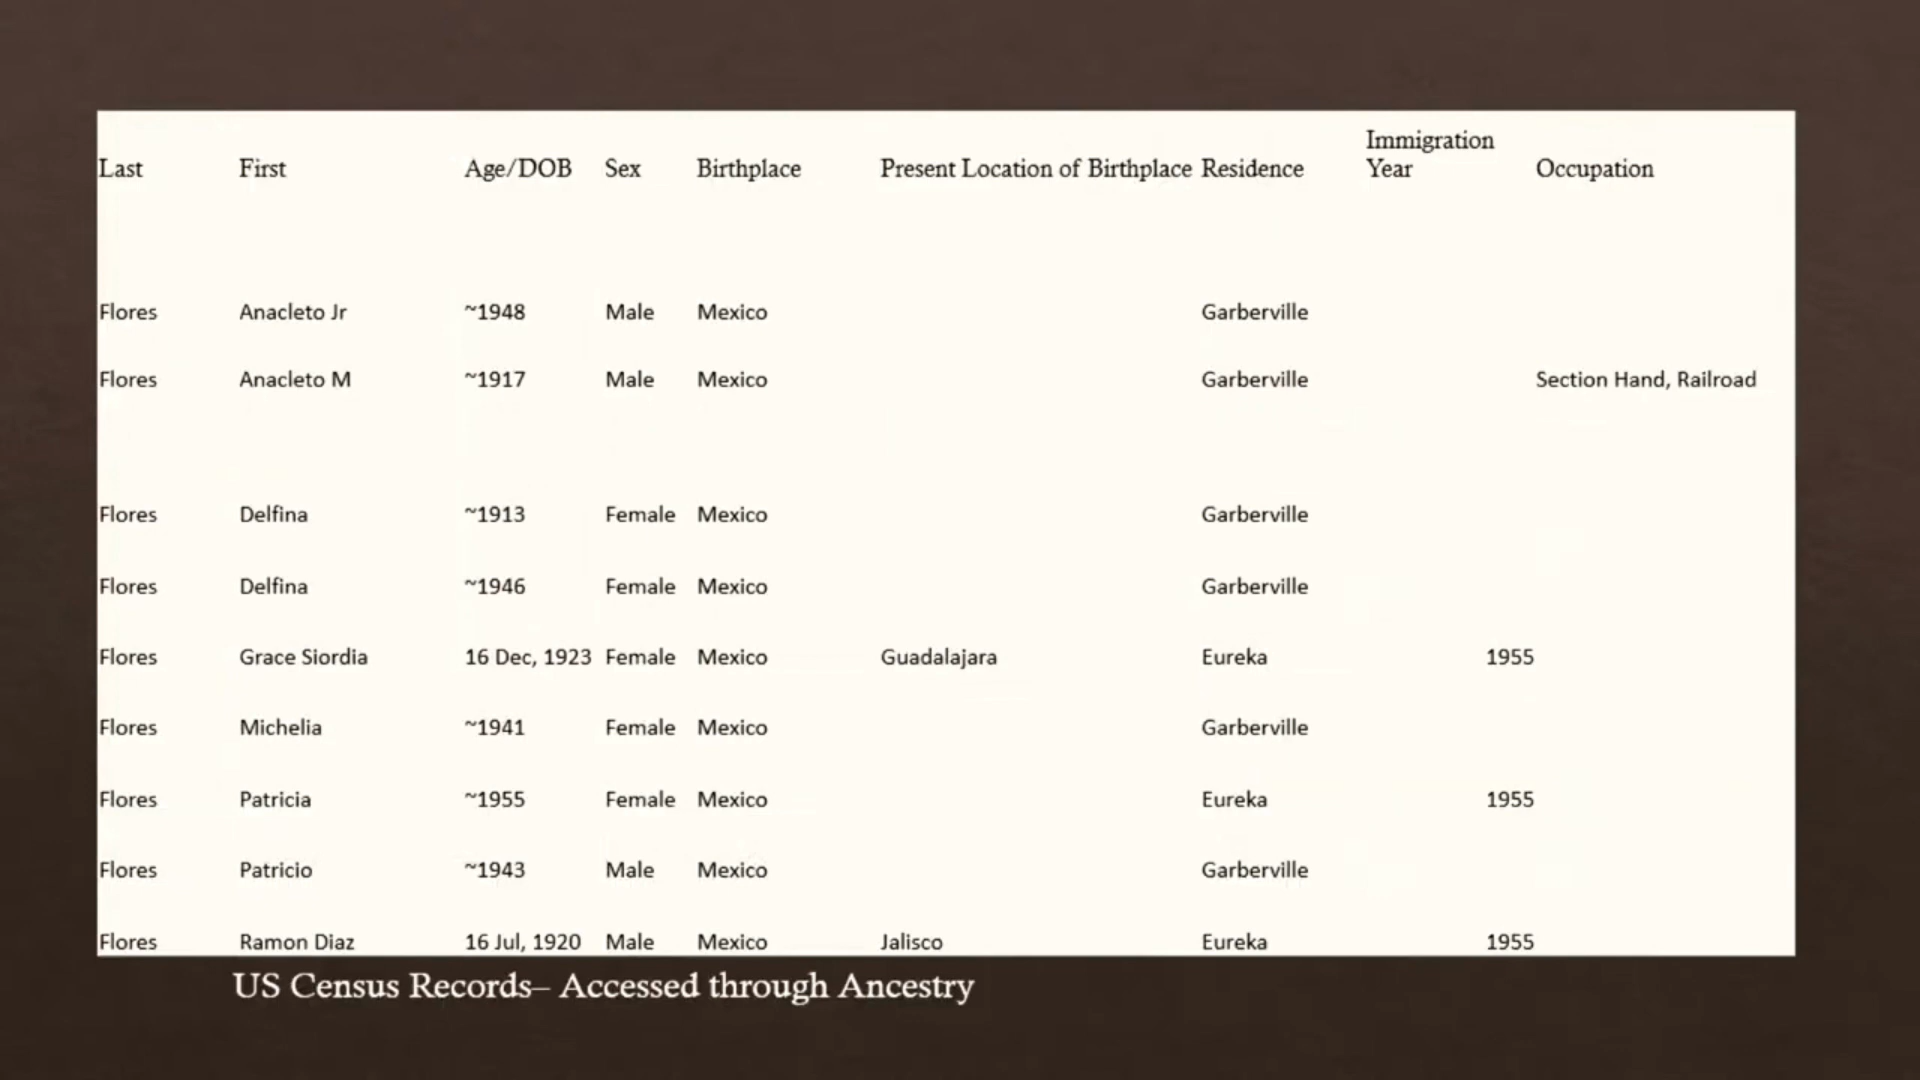 Last First Age/DOB Sex Birthplace Present Location of Birthplace Residence Immigration Year Occupation
Flores Anacleto Jr ~1948 Male Mexico Garberville
Flores Anacleto M ~1917 Male Mexico Garberville Section Hand, Railroad
Flores Delfina ~1913 Female Mexico Garberville
Flores Delfina ~1946 Female Mexico Garberville
Flores Grace Siordia 16 Dec, 1923 Female Mexico Guadalajara Eureka 1955
Flores Michelia ~1941 Female Mexico Garberville
Flores Patricia ~1955 Female Mexico Eureka 1955
Flores Patricio ~1943 Male Mexico Garberville
Flores Ramon Diaz 16 Jul, 1920 Male Mexico Jalisco Eureka 1955
US Census Records– Accessed through Ancestry